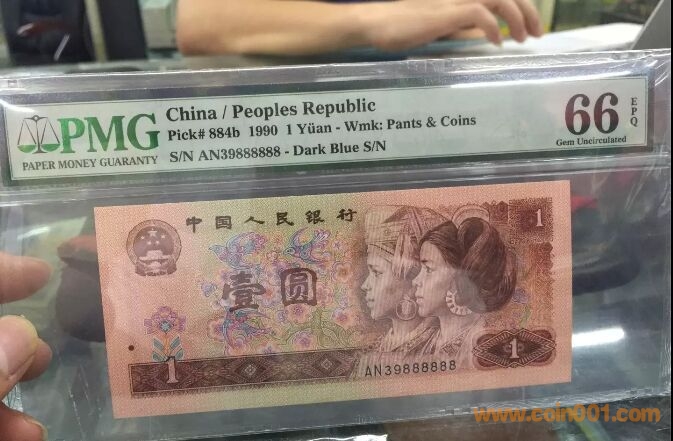 PMG
PAPER MONEY GUARANTY
China / Peoples Republic
Pick# 884b 1990 1 Yüan - Wmk: Pants & Coins
S/N AN39888888 - Dark Blue S/N
66 EPQ
Gem Uncirculated
中国人民银行
1
壹圆
1
1
AN39888888
www.coin001.com